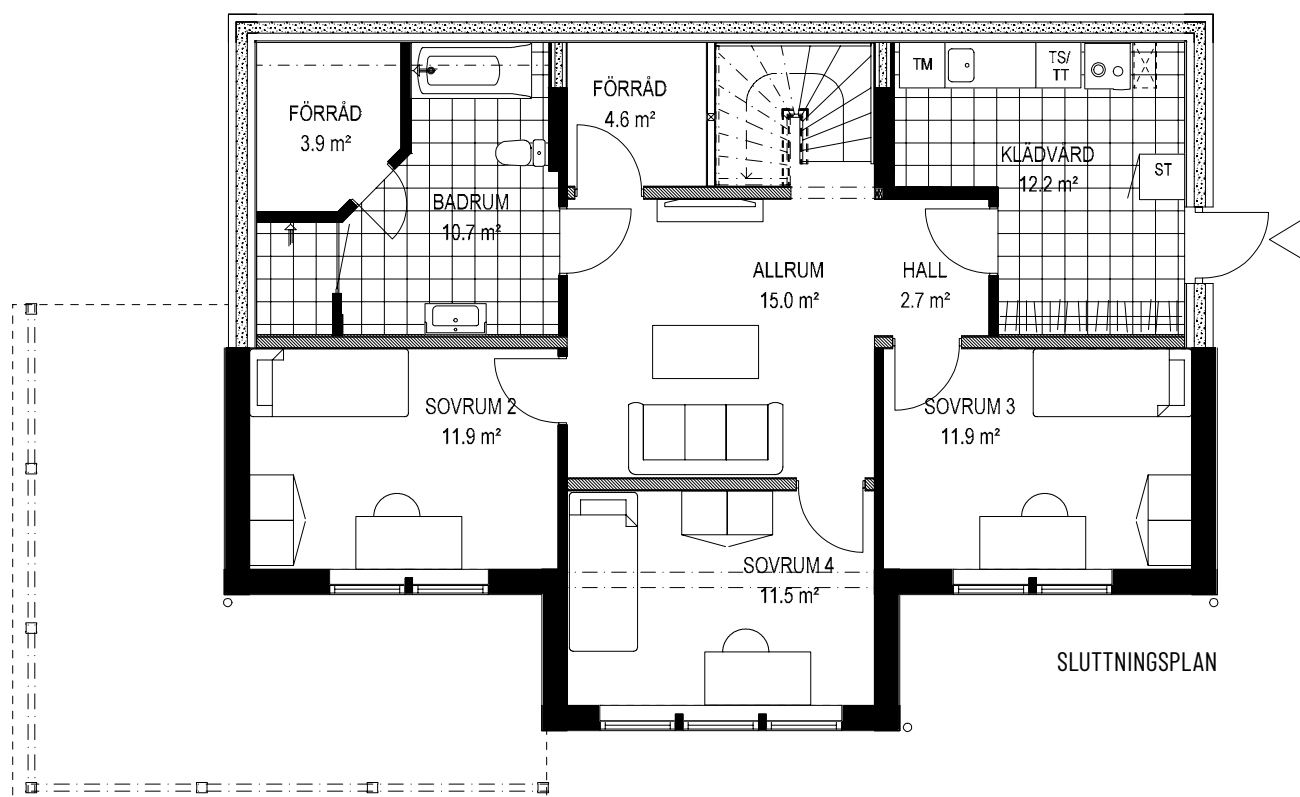 TM
TS/
TT
FÖRRÅD
3.9 m²
FÖRRÅD
4.6 m²
KLÄDVÅRD
12.2 m²
ST
BADRUM
10.7 m²
ALLRUM
15.0 m²
HALL
2.7 m²
SOVRUM 2
11.9 m²
SOVRUM 3
11.9 m²
SOVRUM 4
11.5 m²
SLUTTNINGSPLAN